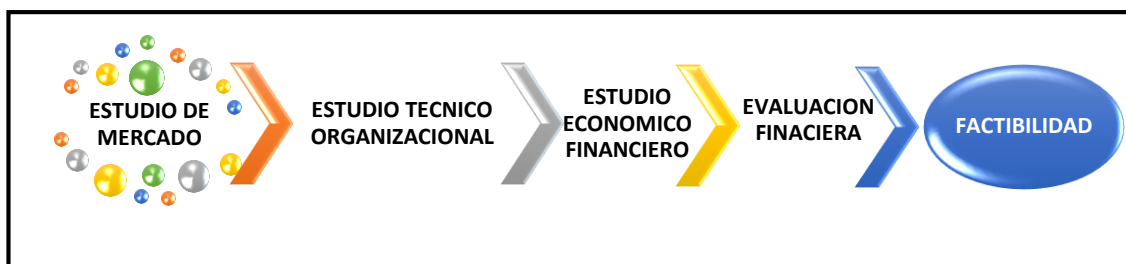 ESTUDIO DE
MERCADO
ESTUDIO TECNICO
ORGANIZACIONAL
ESTUDIO
ECONOMICO
FINANCIERO
EVALUACION
FINACIERA
FACTIBILIDAD